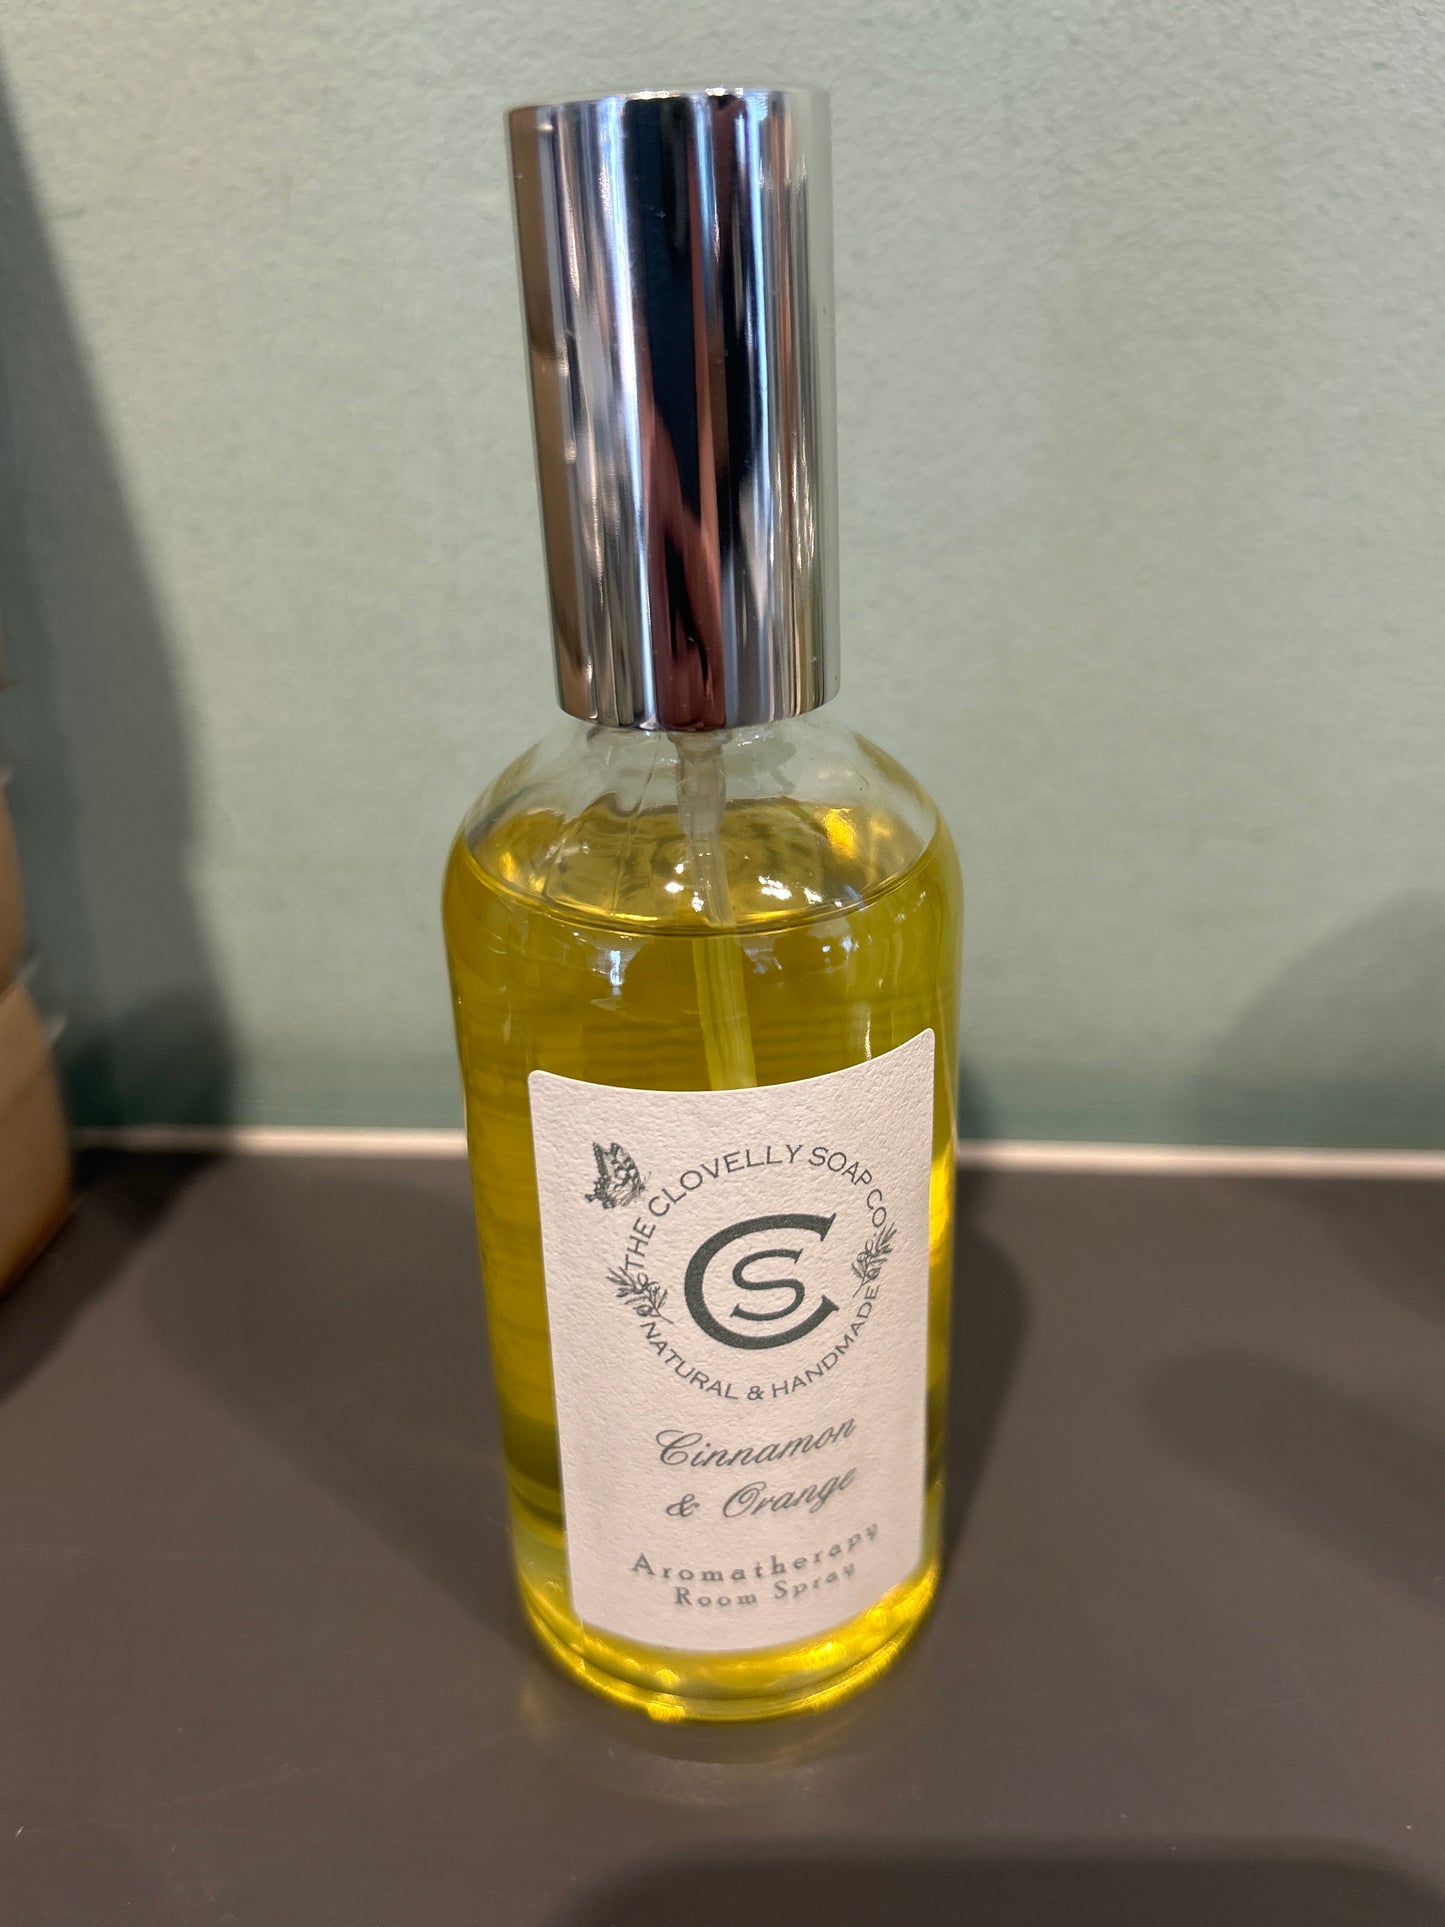 THE CLOVELLY SOAP CO
CS
NATURAL & HANDMADE
Cinnamon
& Orange
Aromatherapy
Room Spray